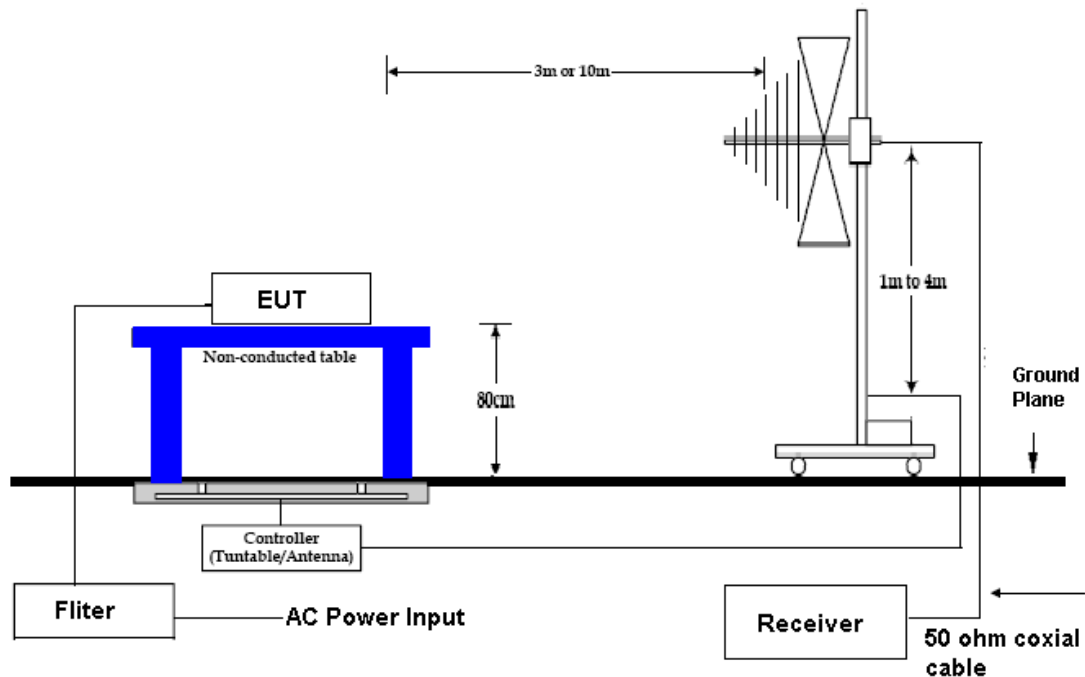 3m or 10m
EUT
Non-conducted table
80cm
1m to 4m
Ground
Plane
Controller
(Tuntable/Antenna)
Fliter
AC Power Input
Receiver
50 ohm coxial
cable